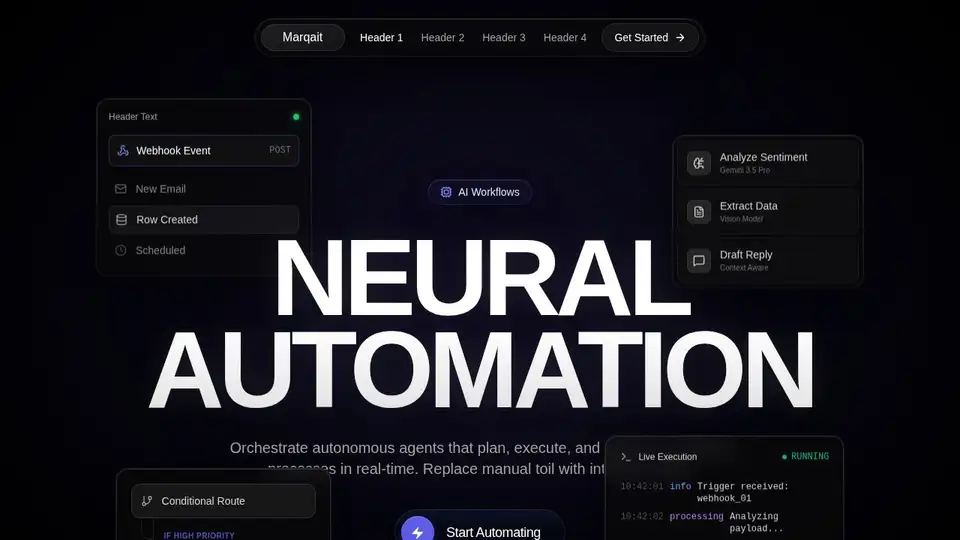 Marqait
Header 1
Header 2
Header 3
Header 4
Get Started
Header Text
Webhook Event
POST
New Email
Row Created
Scheduled
AI Workflows
Analyze Sentiment
Gemini 3.5 Pro
Extract Data
Vision Model
Draft Reply
Context Aware
NEURAL
AUTOMATION
Orchestrate autonomous agents that plan, execute, and
processes in real-time. Replace manual toil with
Conditional Route
IF HIGH PRIORITY
Start Automating
Live Execution
RUNNING
10:42:01 info Trigger received:
webhook_01
10:42:02 processing Analyzing
payload...